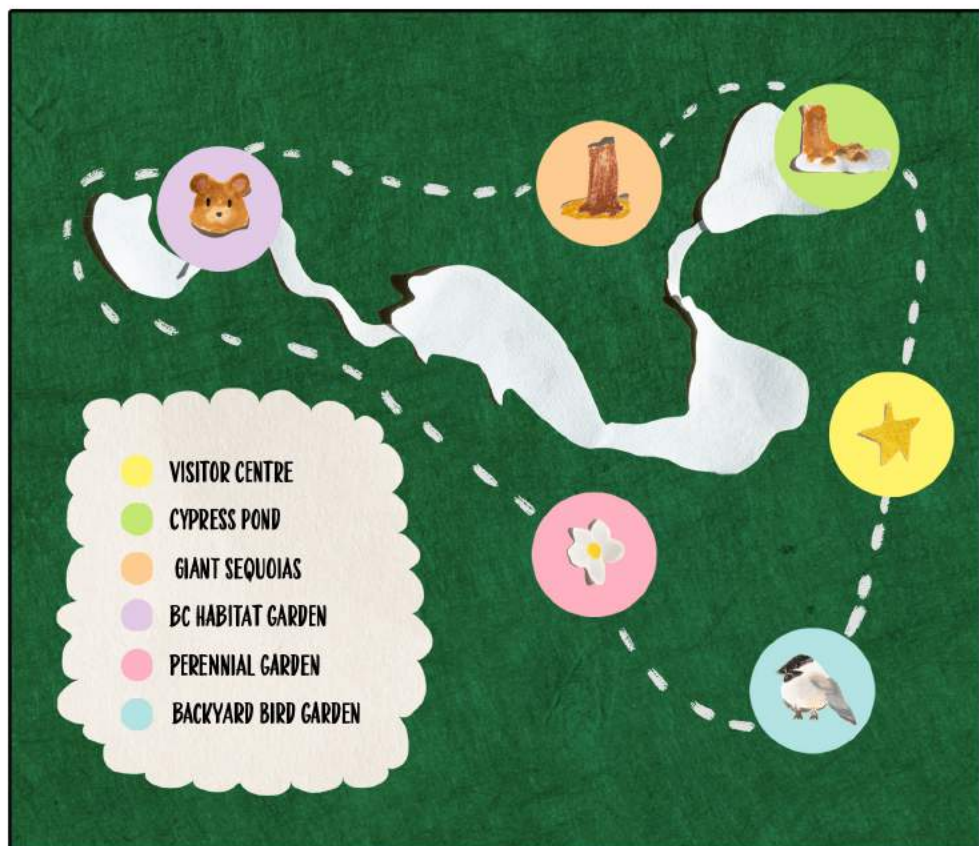 VISITOR CENTRE
CYPRESS POND
GIANT SEQUOIAS
BC HABITAT GARDEN
PERENNIAL GARDEN
BACKYARD BIRD GARDEN